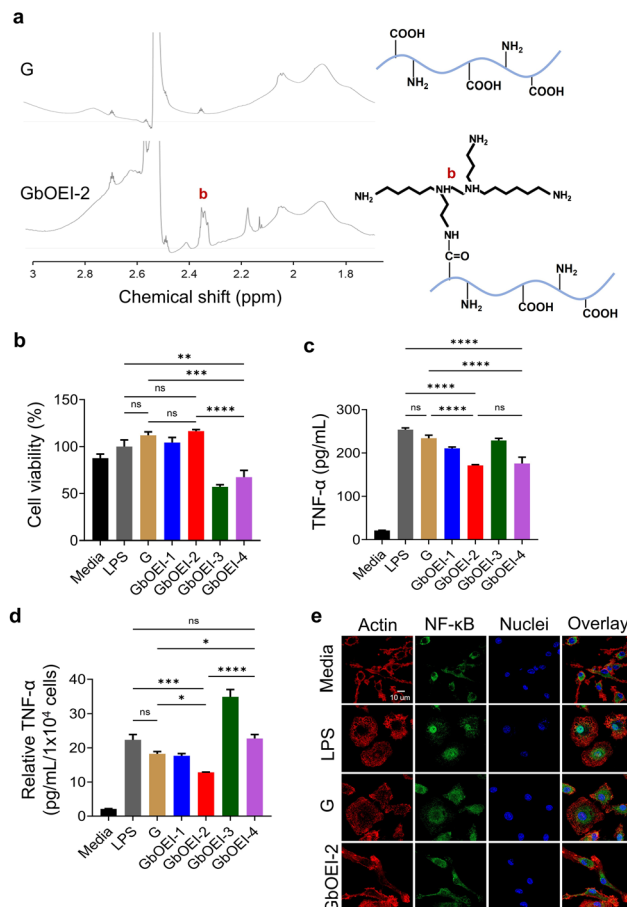 a
G
GbOEI-2
b
3 2.8 2.6 2.4 2.2 2 1.8
Chemical shift (ppm)
COOH
NH2
NH2
COOH
COOH
NH2
b
NH2
NH
NH
NH2
NH
C=O
NH2
NH2
COOH
COOH
b
**
***
ns
ns
ns
****
Cell viability (%)
150
100
50
0
Media
LPS
G
GbOEI-1
GbOEI-2
GbOEI-3
GbOEI-4
c
****
****
****
ns
****
ns
TNF-α (pg/mL)
300
200
100
0
Media
LPS
G
GbOEI-1
GbOEI-2
GbOEI-3
GbOEI-4
d
ns
*
***
****
*
ns
Relative TNF-α
(pg/mL/1x10⁴ cells)
50
40
30
20
10
0
Media
LPS
G
GbOEI-1
GbOEI-2
GbOEI-3
GbOEI-4
e
Actin NF-κB Nuclei Overlay
Media
10 um
LPS
G
GbOEI-2